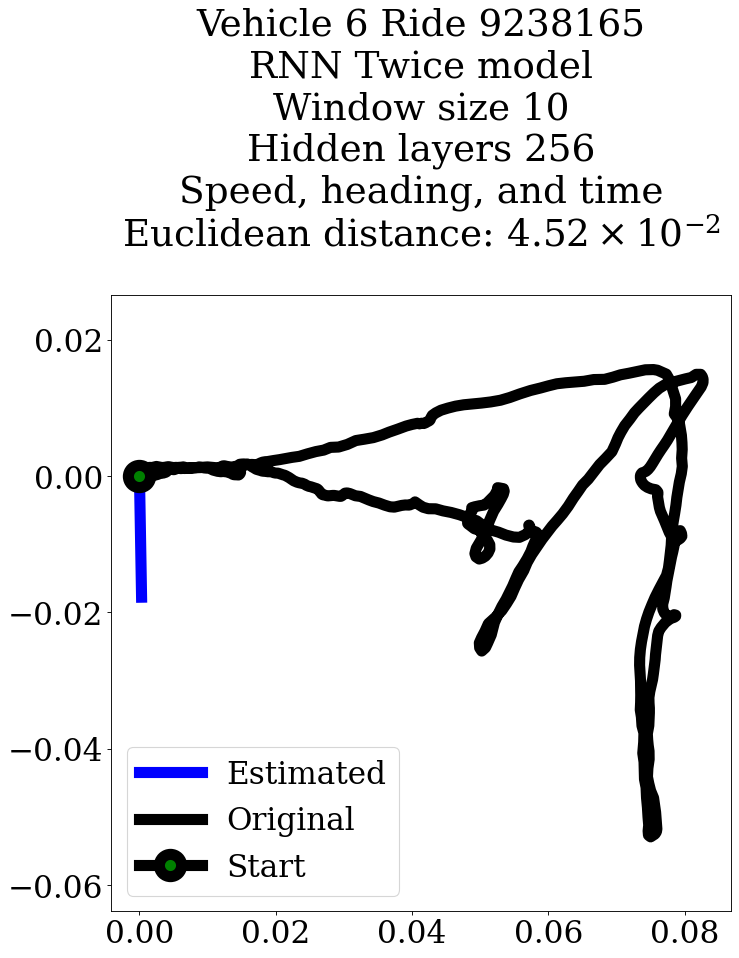 Vehicle 6 Ride 9238165
RNN Twice model
Window size 10
Hidden layers 256
Speed, heading, and time
Euclidean distance: 4.52 × 10⁻²
0.02
0.00
−0.02
−0.04
−0.06
Estimated
Original
Start
0.00 0.02 0.04 0.06 0.08